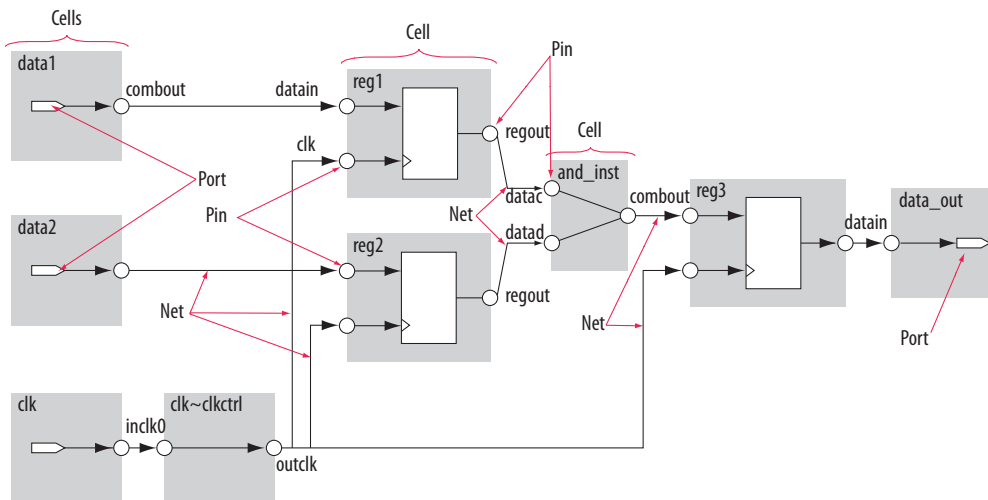 Cells
Cell
Pin
data1
combout
datain
reg1
clk
regout
Cell
and_inst
Port
Pin
datac
combout
reg3
data_out
Net
data2
reg2
datad
datain
regout
Net
Net
Port
clk
inclk0
clk~clkctrl
outclk